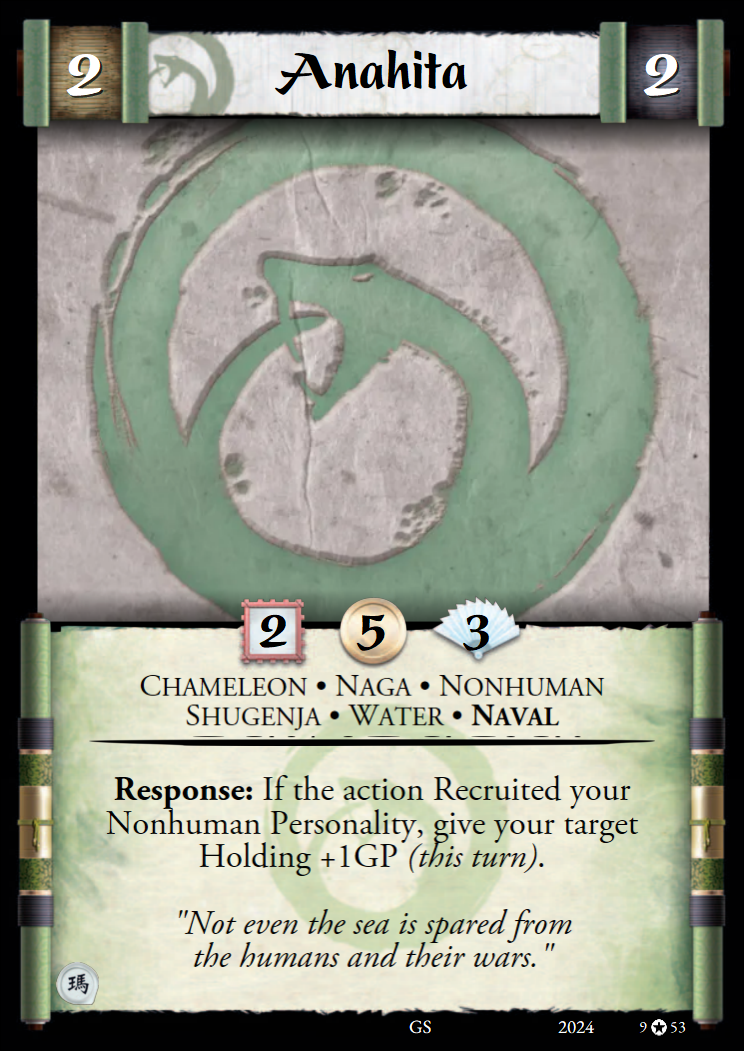 2 Anahita 2
2 5 3
CHAMELEON • NAGA • NONHUMAN
SHUGENJA • WATER • NAVAL
Response: If the action Recruited your
Nonhuman Personality, give your target
Holding +1GP (this turn).
"Not even the sea is spared from
the humans and their wars."
瑪
GS 2024 9 ✪ 53